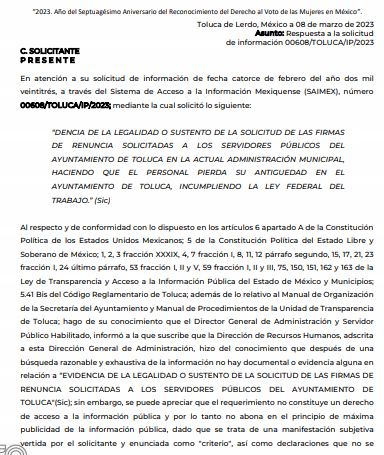 "2023. Año del Septuagésimo Aniversario del Reconocimiento del Derecho al Voto de las Mujeres en México".
Toluca de Lerdo, México a 08 de marzo de 2023
Asunto: Respuesta a la solicitud
de información 00608/TOLUCA/IP/2023
C. SOLICITANTE
P R E S E N T E
En atención a su solicitud de información de fecha catorce de febrero del año dos mil
veintitrés, a través del Sistema de Acceso a la Información Mexiquense (SAIMEX), número
00608/TOLUCA/IP/2023; mediante la cual solicitó lo siguiente:
"DENCIA DE LA LEGALIDAD O SUSTENTO DE LA SOLICITUD DE LAS FIRMAS
DE RENUNCIA SOLICITADAS A LOS SERVIDORES PÚBLICOS DEL
AYUNTAMIENTO DE TOLUCA EN LA ACTUAL ADMINISTRACIÓN MUNICIPAL,
HACIENDO QUE EL PERSONAL PIERDA SU ANTIGUEDAD EN EL
AYUNTAMIENTO DE TOLUCA, INCUMPLIENDO LA LEY FEDERAL DEL
TRABAJO." (Sic)
Al respecto y de conformidad con lo dispuesto en los artículos 6 apartado A de la Constitución
Política de los Estados Unidos Mexicanos; 5 de la Constitución Política del Estado Libre y
Soberano de México; 1, 2, 3 fracción XXXIX, 4, 7 fracción I, 8, 11, 12 párrafo segundo, 15, 17, 21, 23
fracción I, 24 último párrafo, 53 fracción I, II y V, 59 fracción I, II y III, 75, 150, 151, 162 y 163 de la
Ley de Transparencia y Acceso a la Información Pública del Estado de México y Municipios;
5.41 Bis del Código Reglamentario de Toluca; además de lo relativo al Manual de Organización
de la Secretaría del Ayuntamiento y Manual de Procedimientos de la Unidad de Transparencia
de Toluca; hago de su conocimiento que el Director General de Administración y Servidor
Público Habilitado, informó a la que suscribe que la Dirección de Recursos Humanos, adscrita
a esta Dirección General de Administración, hizo del conocimiento que después de una
búsqueda razonable y exhaustiva de la información no hay documental o evidencia alguna en
relación a "EVIDENCIA DE LA LEGALIDAD O SUSTENTO DE LA SOLICITUD DE LAS FIRMAS DE
RENUNCIA SOLICITADAS A LOS SERVIDORES PÚBLICOS DEL AYUNTAMIENTO DE
TOLUCA"(Sic); sin embargo, se puede apreciar que el requerimiento no constituye un derecho
de acceso a la información pública y por lo tanto no abona en el principio de máxima
publicidad de la información pública, dado que se trata de una manifestación subjetiva
vertida por el solicitante y enunciada como "criterio", así como declaraciones que no se